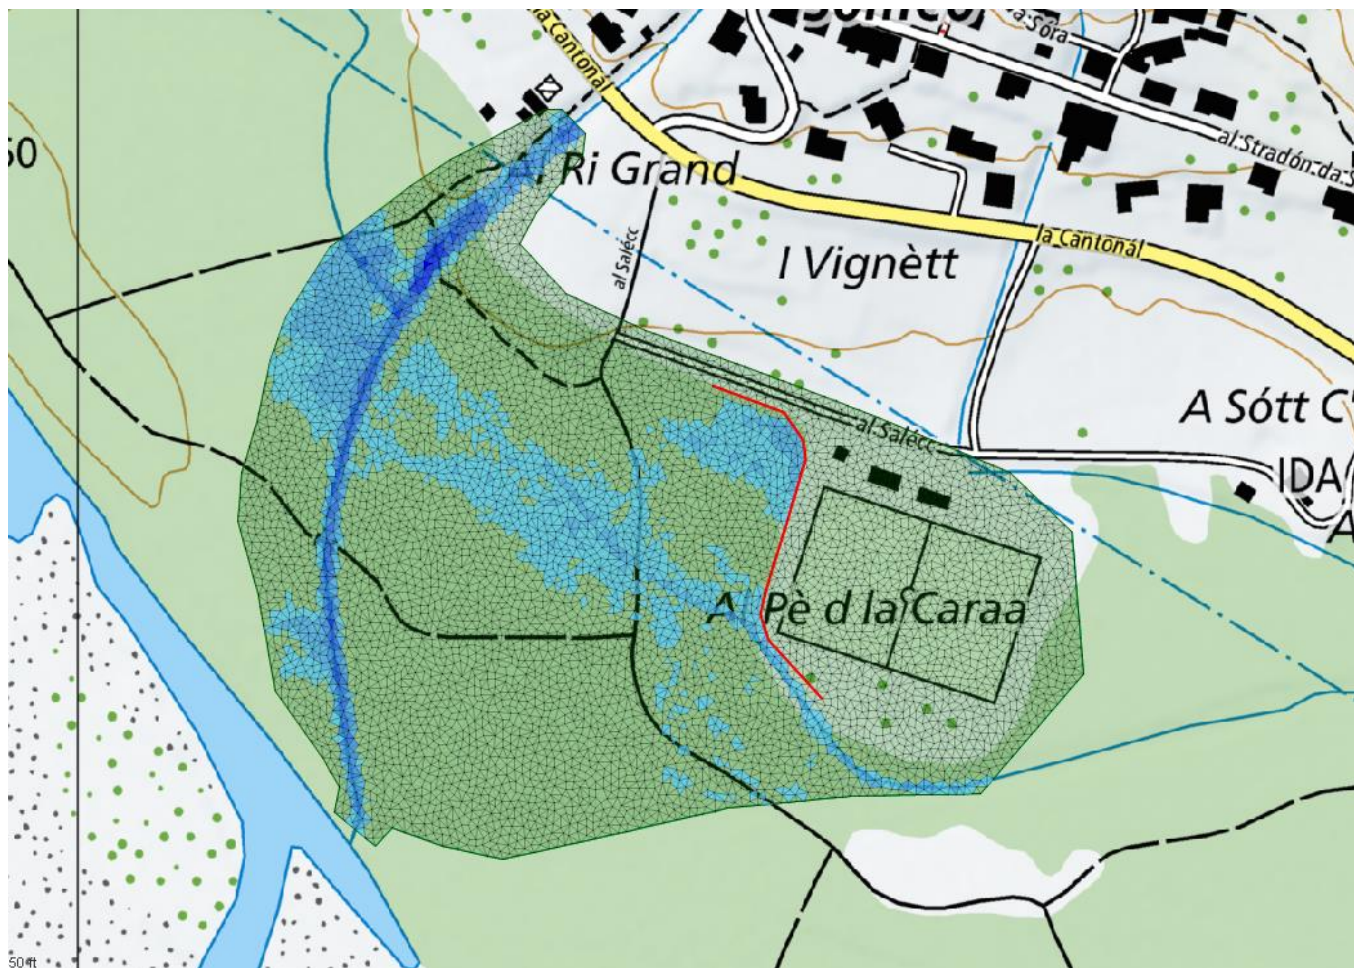 la Cantonál
la Sóra
60
al Stradón da S
A Ri Grand
al Salécc
I Vignètt
la Cantonál
A Sótt C'
al Salécc
IDA
A
A Pè d la Caraa
50 ft